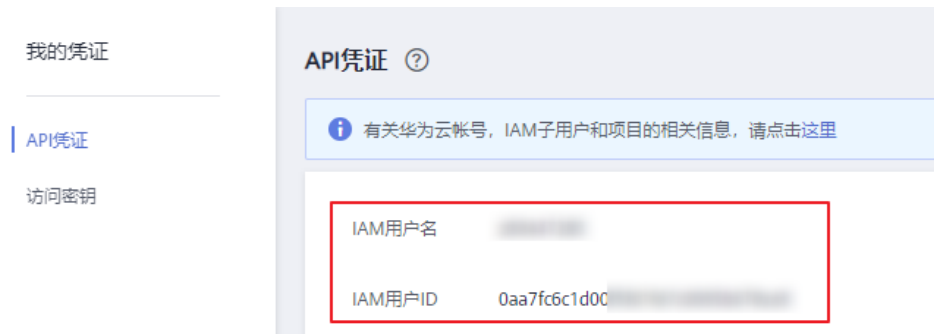 我的凭证
API凭证
访问密钥
API凭证 ?
i 有关华为云帐号，IAM子用户和项目的相关信息，请点击这里
IAM用户名
IAM用户ID 0aa7fc6c1d00